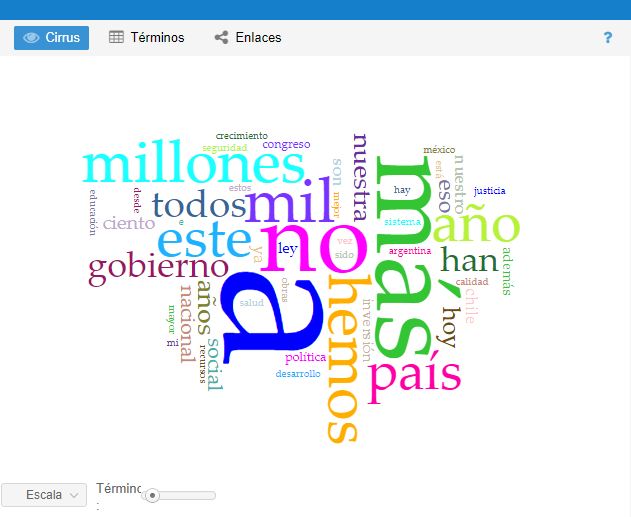 Cirrus Términos Enlaces ?
crecimiento
seguridad congreso
millones
nuestra
son
más
méxico
está
nuestro
eso
estos
hay
justicia
educación
desde
todos
mil
mejor
ciento
e
este
no
vez
sido
sistema
año
ya
ley
argentina
han
además
gobierno
calidad
a
años
nacional
salud
obras
hemos
inversión
chile
hoy
mayor
mi
recursos
social
política
desarrollo
país
Escala
Término
: